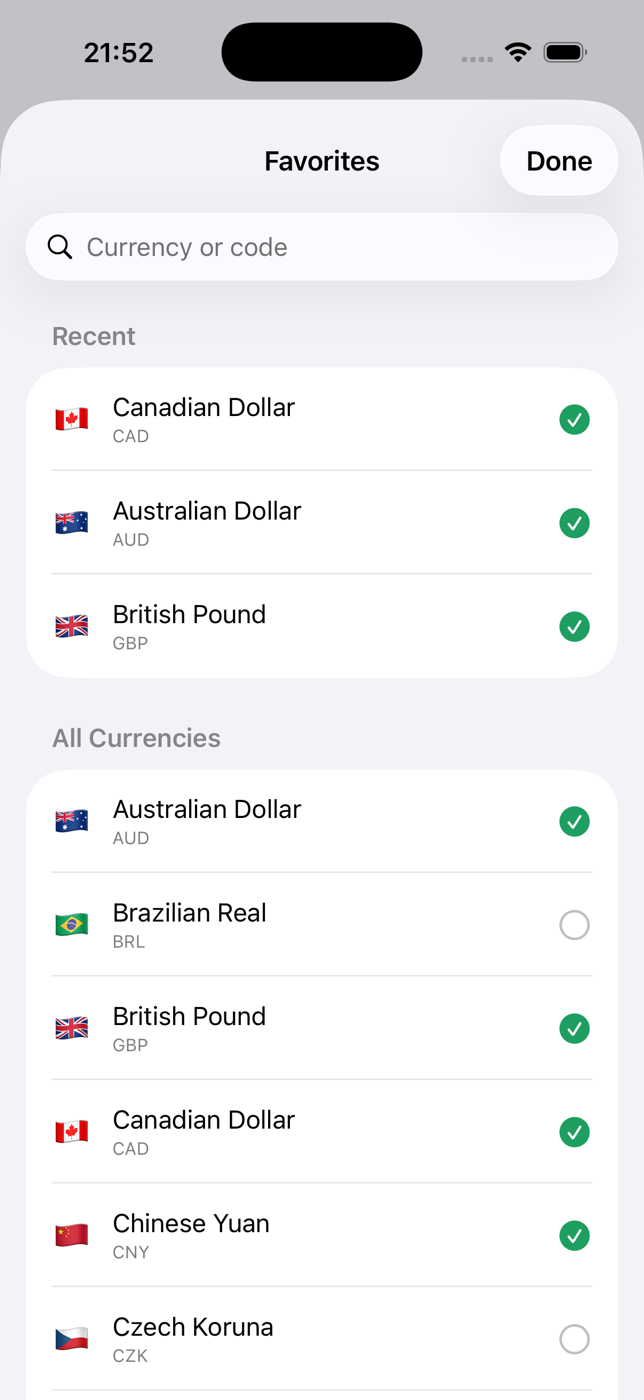 21:52
Favorites
Done
Currency or code
Recent
Canadian Dollar
CAD
Australian Dollar
AUD
British Pound
GBP
All Currencies
Australian Dollar
AUD
Brazilian Real
BRL
British Pound
GBP
Canadian Dollar
CAD
Chinese Yuan
CNY
Czech Koruna
CZK